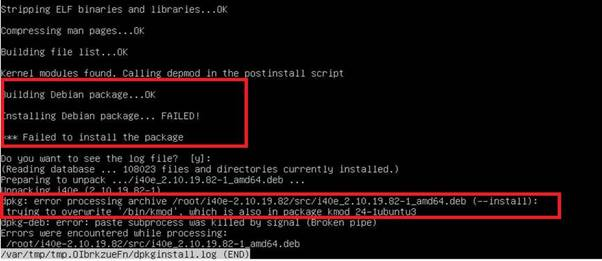 Stripping ELF binaries and libraries...OK
Compressing man pages...OK
Building file list...OK
Kernel modules found. Calling depmod in the postinstall script
Building Debian package...OK
Installing Debian package... FAILED!
*** Failed to install the package
Do you want to see the log file?  [y]:
(Reading database ... 108023 files and directories currently installed.)
Preparing to unpack .../i40e_2.10.19.82-1_amd64.deb ...
Unpacking i40e (2.10.19.82-1) ...
dpkg: error processing archive /root/i40e-2.10.19.82/src/i40e_2.10.19.82-1_amd64.deb (--install):
trying to overwrite '/bin/kmod', which is also in package kmod 24-1ubuntu3
dpkg-deb: error: paste subprocess was killed by signal (Broken pipe)
Errors were encountered while processing:
/root/i40e-2.10.19.82/src/i40e_2.10.19.82-1_amd64.deb
/var/tmp/tmp.OIbrkzueFn/dpkginstall.log (END)